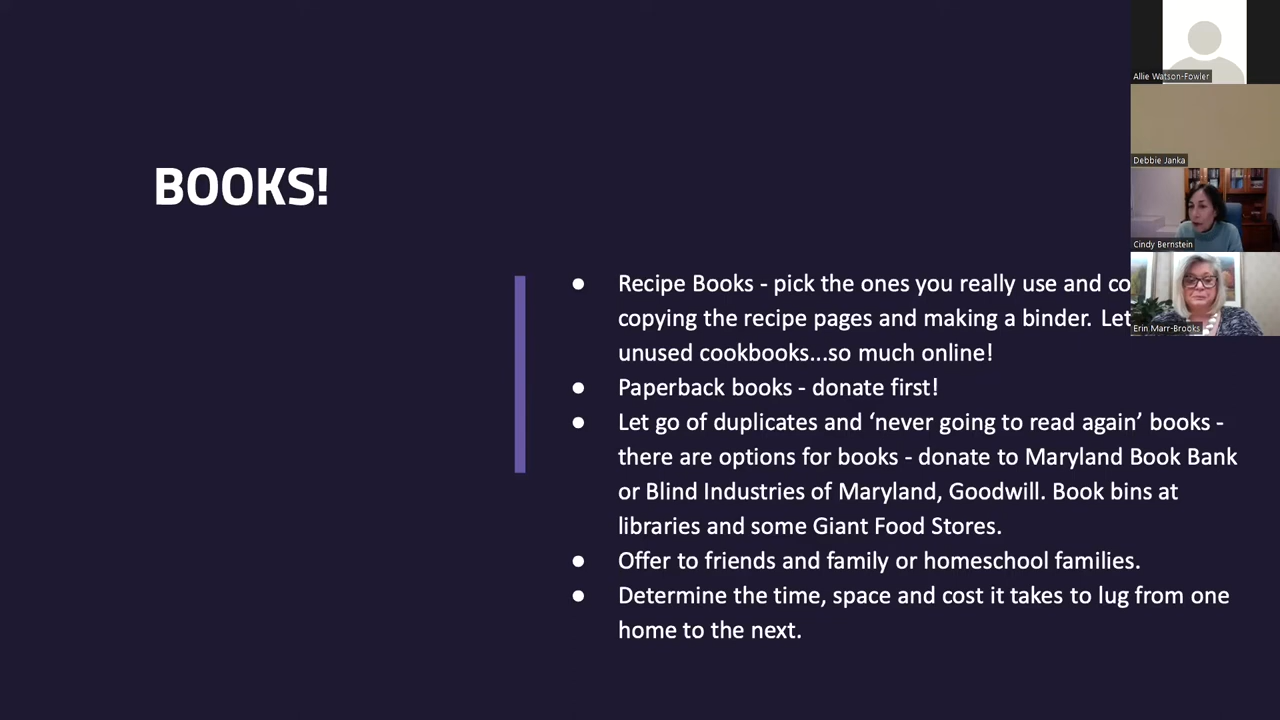 BOOKS!
● Recipe Books - pick the ones you really use and
copying the recipe pages and making a binder. Let
unused cookbooks...so much online!
● Paperback books - donate first!
● Let go of duplicates and ‘never going to read again’ books -
there are options for books - donate to Maryland Book Bank
or Blind Industries of Maryland, Goodwill. Book bins at
libraries and some Giant Food Stores.
● Offer to friends and family or homeschool families.
● Determine the time, space and cost it takes to lug from one
home to the next.
Allie Watson-Fowler
Debbie Janka
Cindy Bernstein
Erin Marr-Brooks